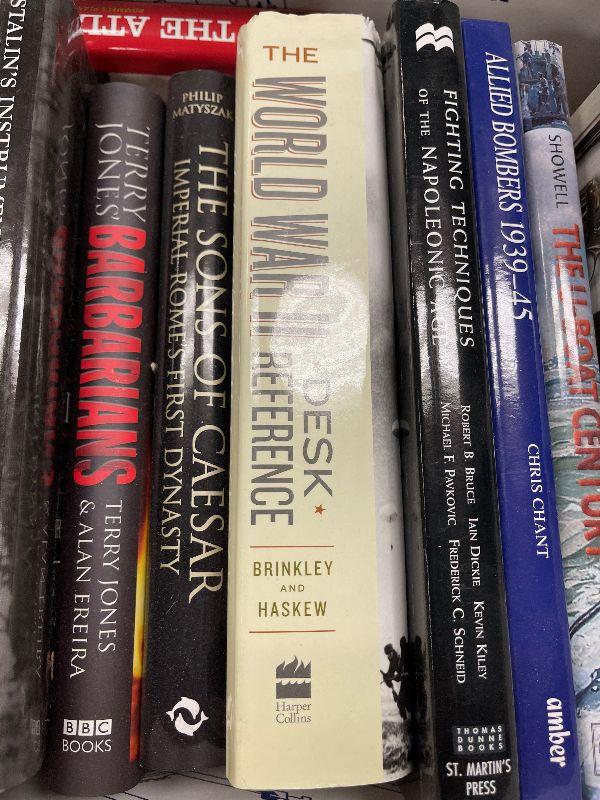 STALIN'S
THE
TERRY
JONES'
BARBARIANS
TERRY JONES
& ALAN EREIRA
BBC
BOOKS
PHILIP
MATYSZAK
THE SONS OF CAESAR
IMPERIAL ROME'S FIRST DYNASTY
THE
WORLD WAR II
DESK
REFERENCE
BRINKLEY
AND
HASKEW
Harper
Collins
FIGHTING TECHNIQUES
OF THE NAPOLEONIC AGE
ROBERT B. BRUCE IAIN DICKIE KEVIN KILEY
MICHAEL F. PAVKOVIC FREDERICK C. SCHNEID
THOMAS
DUNNE
BOOKS
ST. MARTIN'S
PRESS
ALLIED BOMBERS 1939-45
CHRIS CHANT
amber
SHOWELL
THE U-BOAT CENTURY